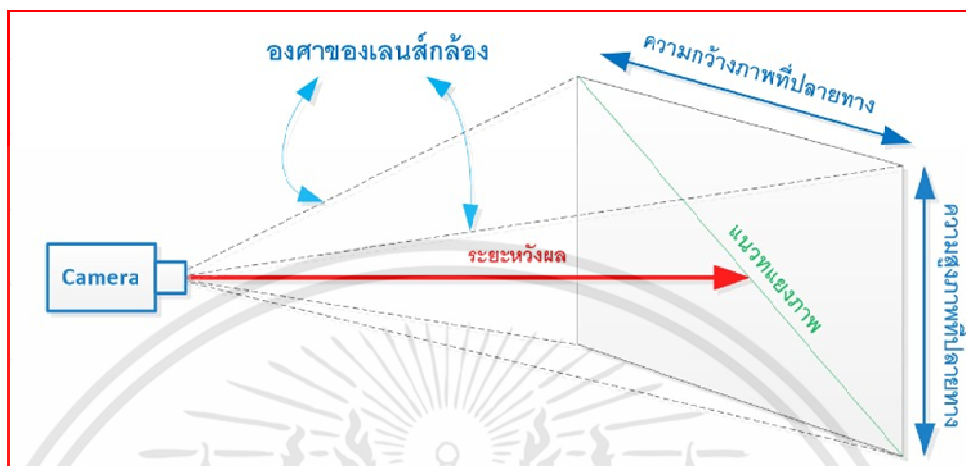 องศาของเลนส์กล้อง
ความกว้างภาพที่ปลายทาง
ความสูงภาพที่ปลายทาง
ระยะหวังผล
แนวทแยงภาพ
Camera